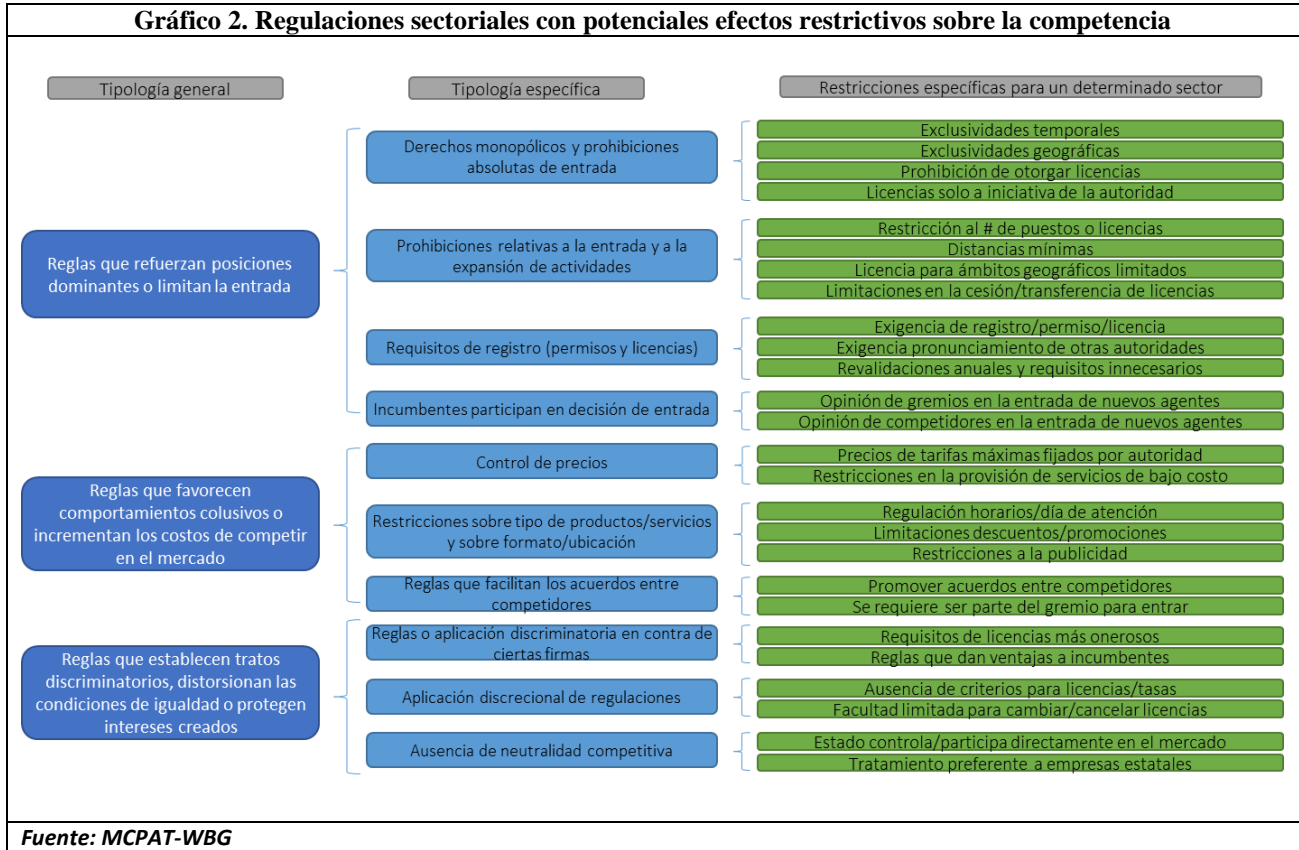 Gráfico 2. Regulaciones sectoriales con potenciales efectos restrictivos sobre la competencia
Tipología general
Tipología específica
Restricciones específicas para un determinado sector
Reglas que refuerzan posiciones
dominantes o limitan la entrada
Derechos monopólicos y prohibiciones
absolutas de entrada
Exclusividades temporales
Exclusividades geográficas
Prohibición de otorgar licencias
Licencias solo a iniciativa de la autoridad
Prohibiciones relativas a la entrada y a la
expansión de actividades
Restricción al # de puestos o licencias
Distancias mínimas
Licencia para ámbitos geográficos limitados
Limitaciones en la cesión/transferencia de licencias
Requisitos de registro (permisos y licencias)
Exigencia de registro/permiso/licencia
Exigencia pronunciamiento de otras autoridades
Revalidaciones anuales y requisitos innecesarios
Incumbentes participan en decisión de entrada
Opinión de gremios en la entrada de nuevos agentes
Opinión de competidores en la entrada de nuevos agentes
Reglas que favorecen
comportamientos colusivos o
incrementan los costos de competir
en el mercado
Control de precios
Precios de tarifas máximas fijados por autoridad
Restricciones en la provisión de servicios de bajo costo
Restricciones sobre tipo de productos/servicios
y sobre formato/ubicación
Regulación horarios/día de atención
Limitaciones descuentos/promociones
Restricciones a la publicidad
Reglas que facilitan los acuerdos entre
competidores
Promover acuerdos entre competidores
Se requiere ser parte del gremio para entrar
Reglas que establecen tratos
discriminatorios, distorsionan las
condiciones de igualdad o protegen
intereses creados
Reglas o aplicación discriminatoria en contra de
ciertas firmas
Requisitos de licencias más onerosos
Reglas que dan ventajas a incumbentes
Aplicación discrecional de regulaciones
Ausencia de criterios para licencias/tasas
Facultad limitada para cambiar/cancelar licencias
Ausencia de neutralidad competitiva
Estado controla/participa directamente en el mercado
Tratamiento preferente a empresas estatales
Fuente: MCPAT-WBG